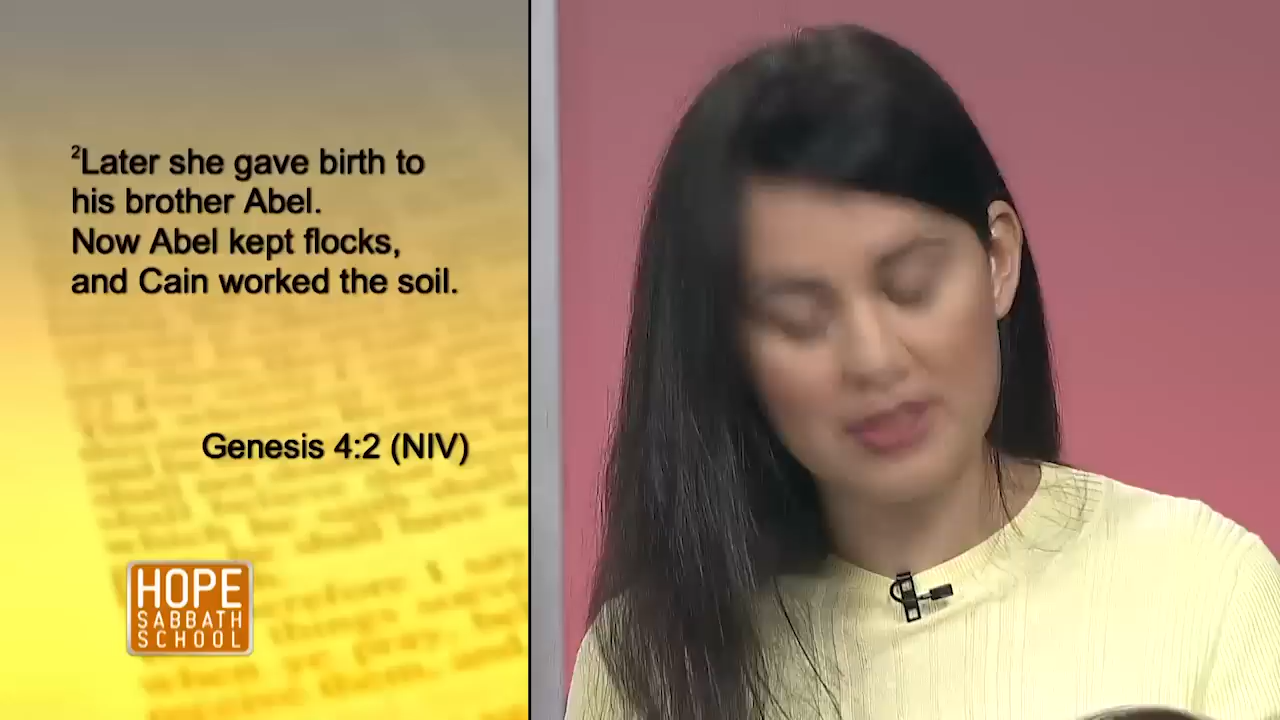 ²Later she gave birth to
his brother Abel.
Now Abel kept flocks,
and Cain worked the soil.
Genesis 4:2 (NIV)
HOPE
SABBATH
SCHOOL